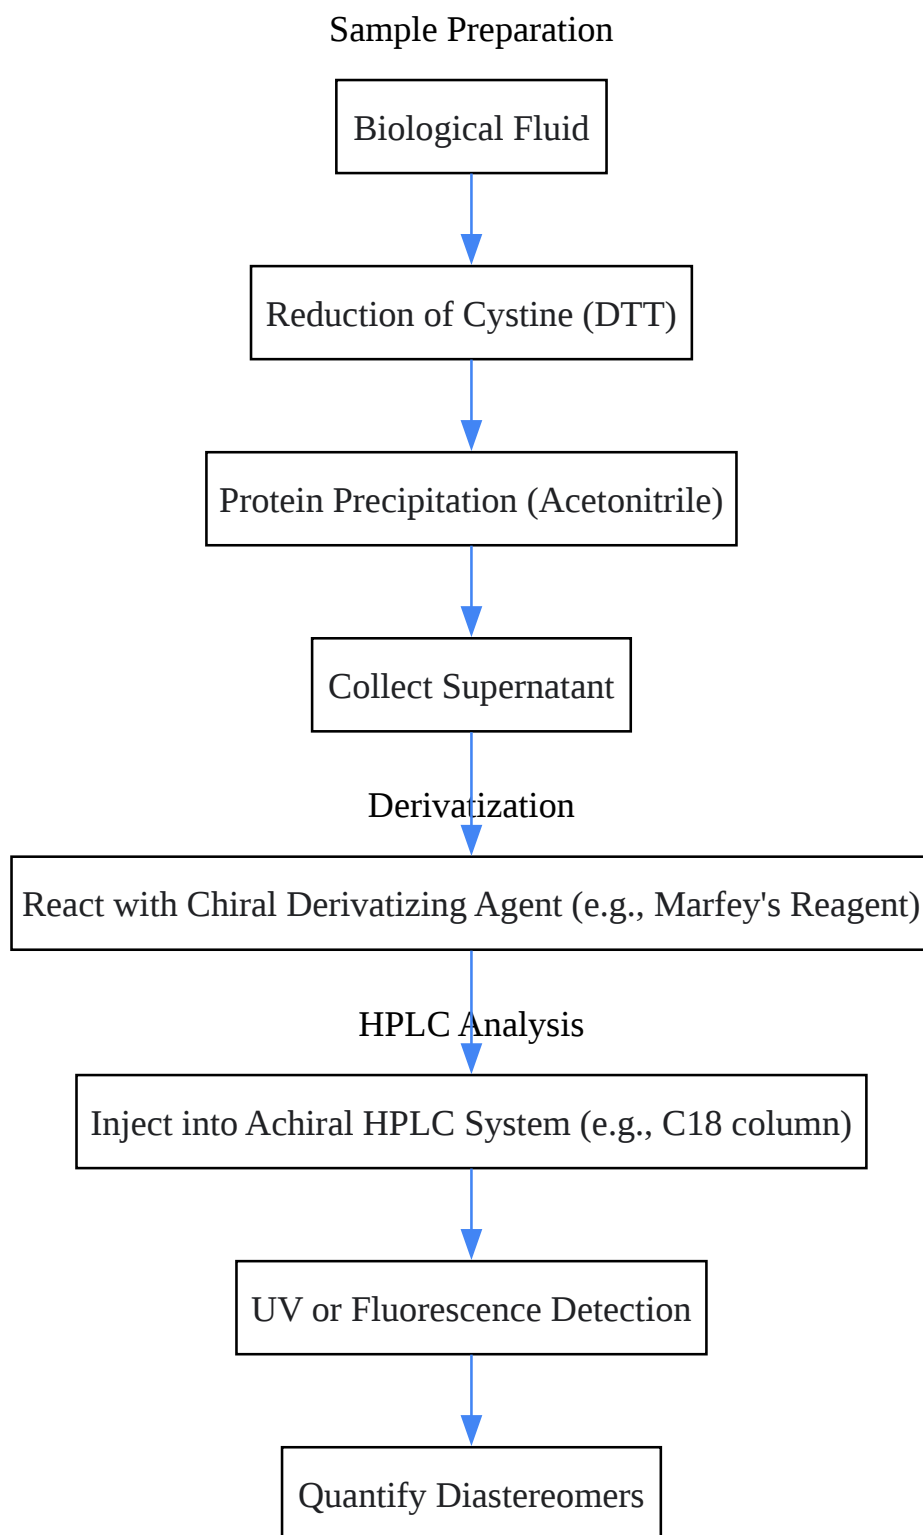 Sample Preparation
Biological Fluid
Reduction of Cystine (DTT)
Protein Precipitation (Acetonitrile)
Collect Supernatant
Derivatization
React with Chiral Derivatizing Agent (e.g., Marfey's Reagent)
HPLC Analysis
Inject into Achiral HPLC System (e.g., C18 column)
UV or Fluorescence Detection
Quantify Diastereomers